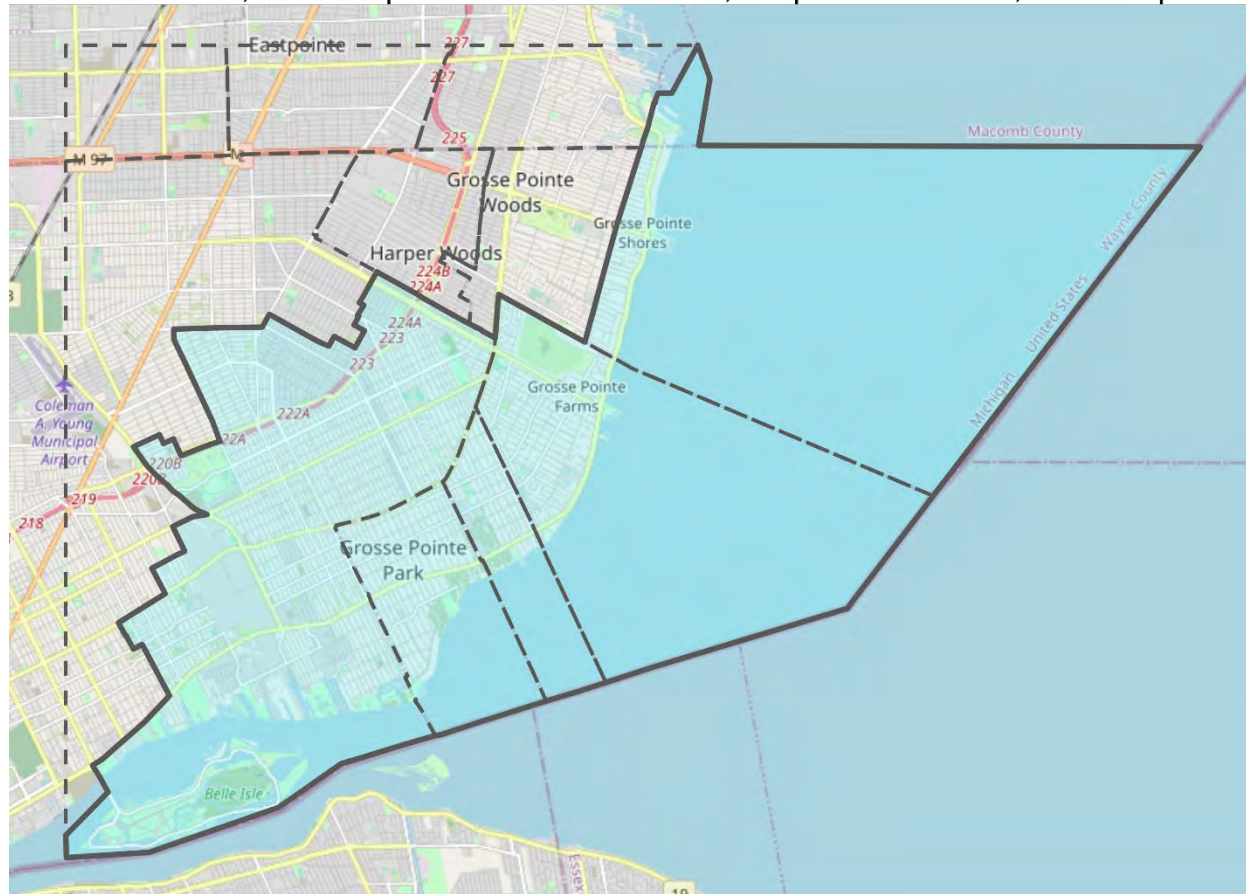 Eastpointe
227
227
225
Macomb County
M 97
Grosse Pointe
Woods
Grosse Pointe
Shores
Wayne County
Harper Woods
224B
224A
United States
Michigan
224A
223
223
Grosse Pointe
Farms
Coleman
A. Young
Municipal
Airport
222A
22A
220B
219
218
Grosse Pointe
Park
Belle Isle
Essex
19